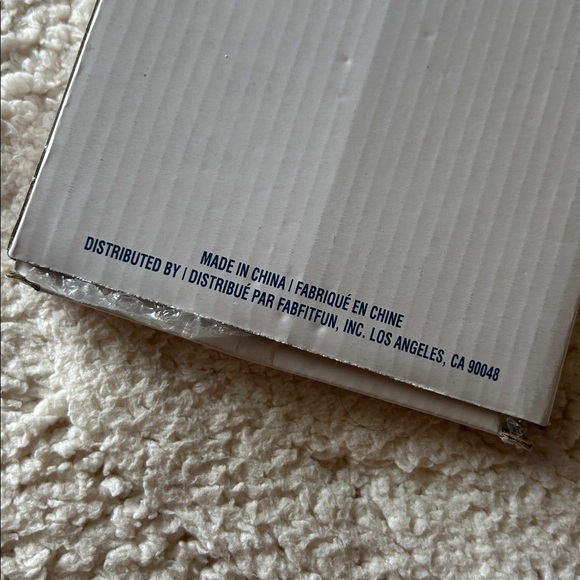 MADE IN CHINA | FABRIQUÉ EN CHINE
DISTRIBUTED BY | DISTRIBUÉ PAR FABFITFUN, INC. LOS ANGELES, CA 90048